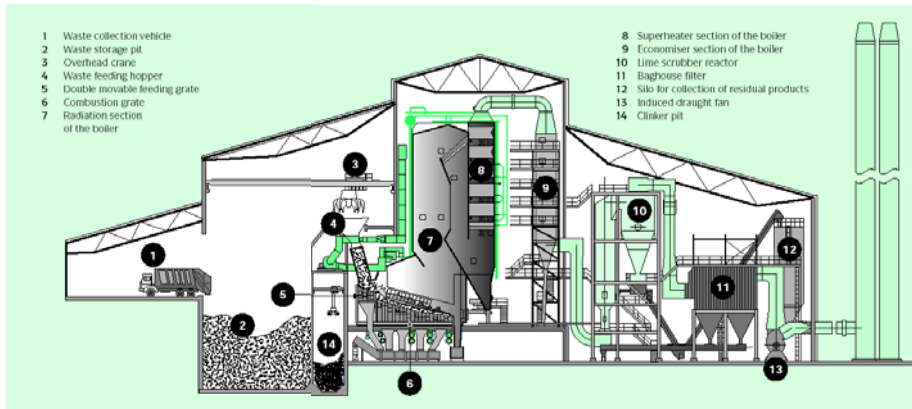 1 Waste collection vehicle
2 Waste storage pit
3 Overhead crane
4 Waste feeding hopper
5 Double movable feeding grate
6 Combustion grate
7 Radiation section
of the boiler
8 Superheater section of the boiler
9 Economiser section of the boiler
10 Lime scrubber reactor
11 Baghouse filter
12 Silo for collection of residual products
13 Induced draught fan
14 Clinker pit
3
8
9
4
10
7
1
12
5
11
2
14
13
6